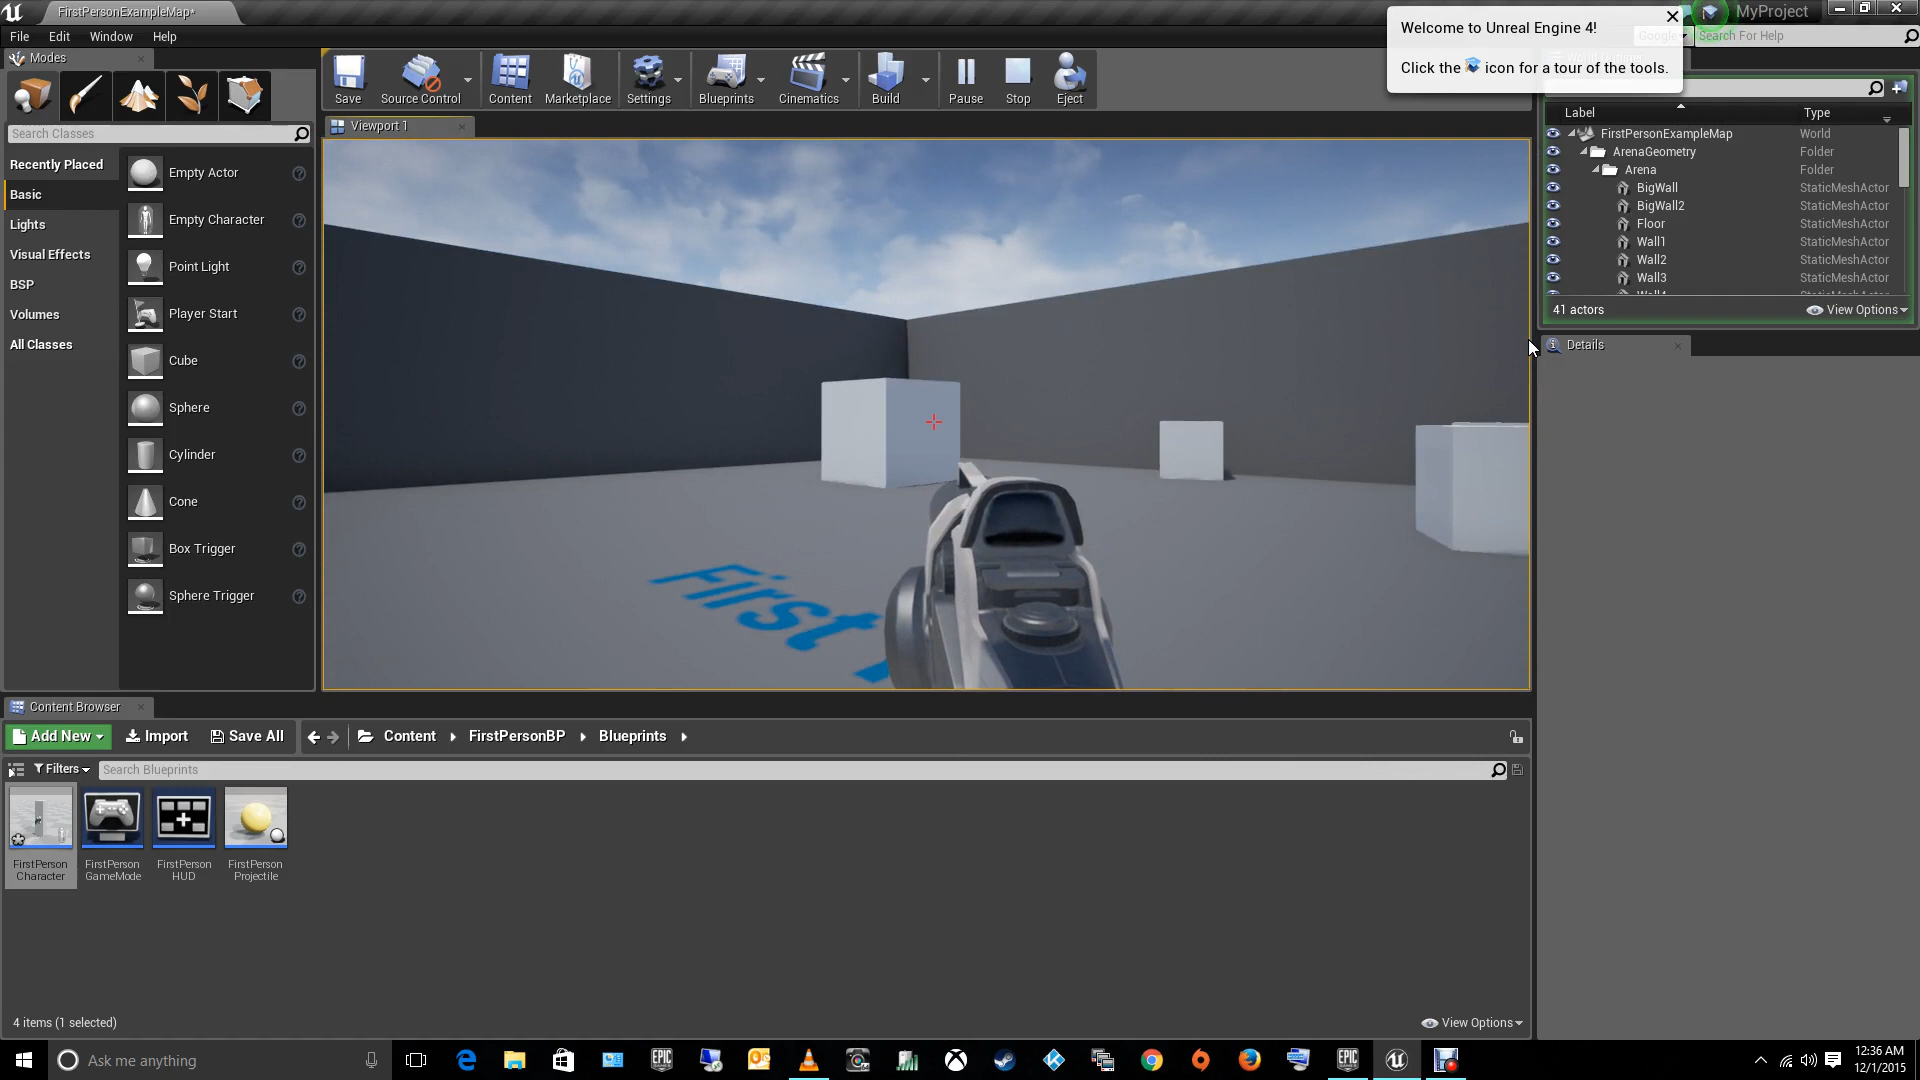 FirstPersonExampleMap*
MyProject
File
Edit
Window
Help
Welcome to Unreal Engine 4!
Click the icon for a tour of the tools.
Search For Help
Modes
Save
Source Control
Content
Marketplace
Settings
Blueprints
Cinematics
Build
Pause
Stop
Eject
Viewport 1
Search Classes
Recently Placed
Basic
Lights
Visual Effects
BSP
Volumes
All Classes
Empty Actor
Empty Character
Point Light
Player Start
Cube
Sphere
Cylinder
Cone
Box Trigger
Sphere Trigger
First
Label
Type
FirstPersonExampleMap
World
ArenaGeometry
Folder
Arena
Folder
BigWall
StaticMeshActor
BigWall2
StaticMeshActor
Floor
StaticMeshActor
Wall1
StaticMeshActor
Wall2
StaticMeshActor
Wall3
StaticMeshActor
41 actors
View Options
Details
Content Browser
Add New
Import
Save All
Content
FirstPersonBP
Blueprints
Filters
Search Blueprints
FirstPerson
Character
FirstPerson
GameMode
FirstPerson
HUD
FirstPerson
Projectile
4 items (1 selected)
View Options
Ask me anything
12:36 AM
12/1/2015